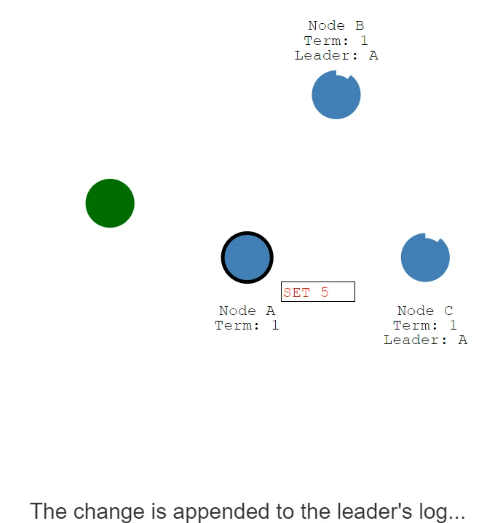 Node B
Term: 1
Leader: A
SET 5
Node A
Term: 1
Node C
Term: 1
Leader: A
The change is appended to the leader's log...